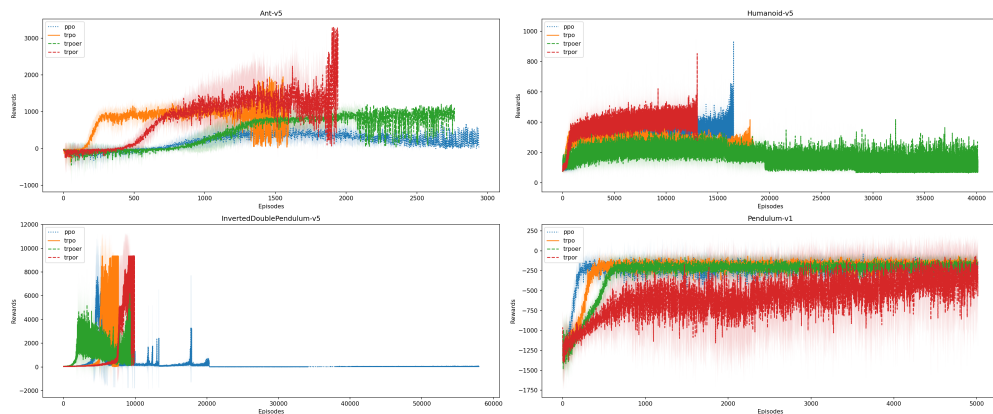 Ant-v5
ppo
trpo
trpoer
trpor
3000
2000
1000
0
−1000
Rewards
0
500
1000
1500
2000
2500
3000
Episodes
Humanoid-v5
ppo
trpo
trpoer
trpor
1000
800
600
400
200
0
Rewards
0
5000
10000
15000
20000
25000
30000
35000
40000
Episodes
InvertedDoublePendulum-v5
ppo
trpo
trpoer
trpor
12000
10000
8000
6000
4000
2000
0
−2000
Rewards
0
10000
20000
30000
40000
50000
60000
Episodes
Pendulum-v1
ppo
trpo
trpoer
trpor
250
0
−250
−500
−750
−1000
−1250
−1500
−1750
Rewards
0
1000
2000
3000
4000
5000
Episodes